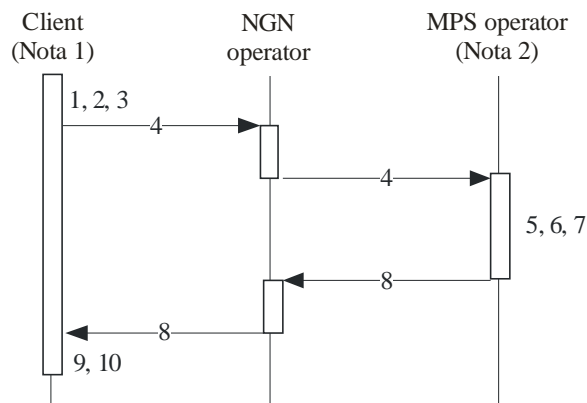 Client
(Nota 1)
NGN
operator
MPS operator
(Nota 2)
1, 2, 3
4
4
5, 6, 7
8
8
9, 10